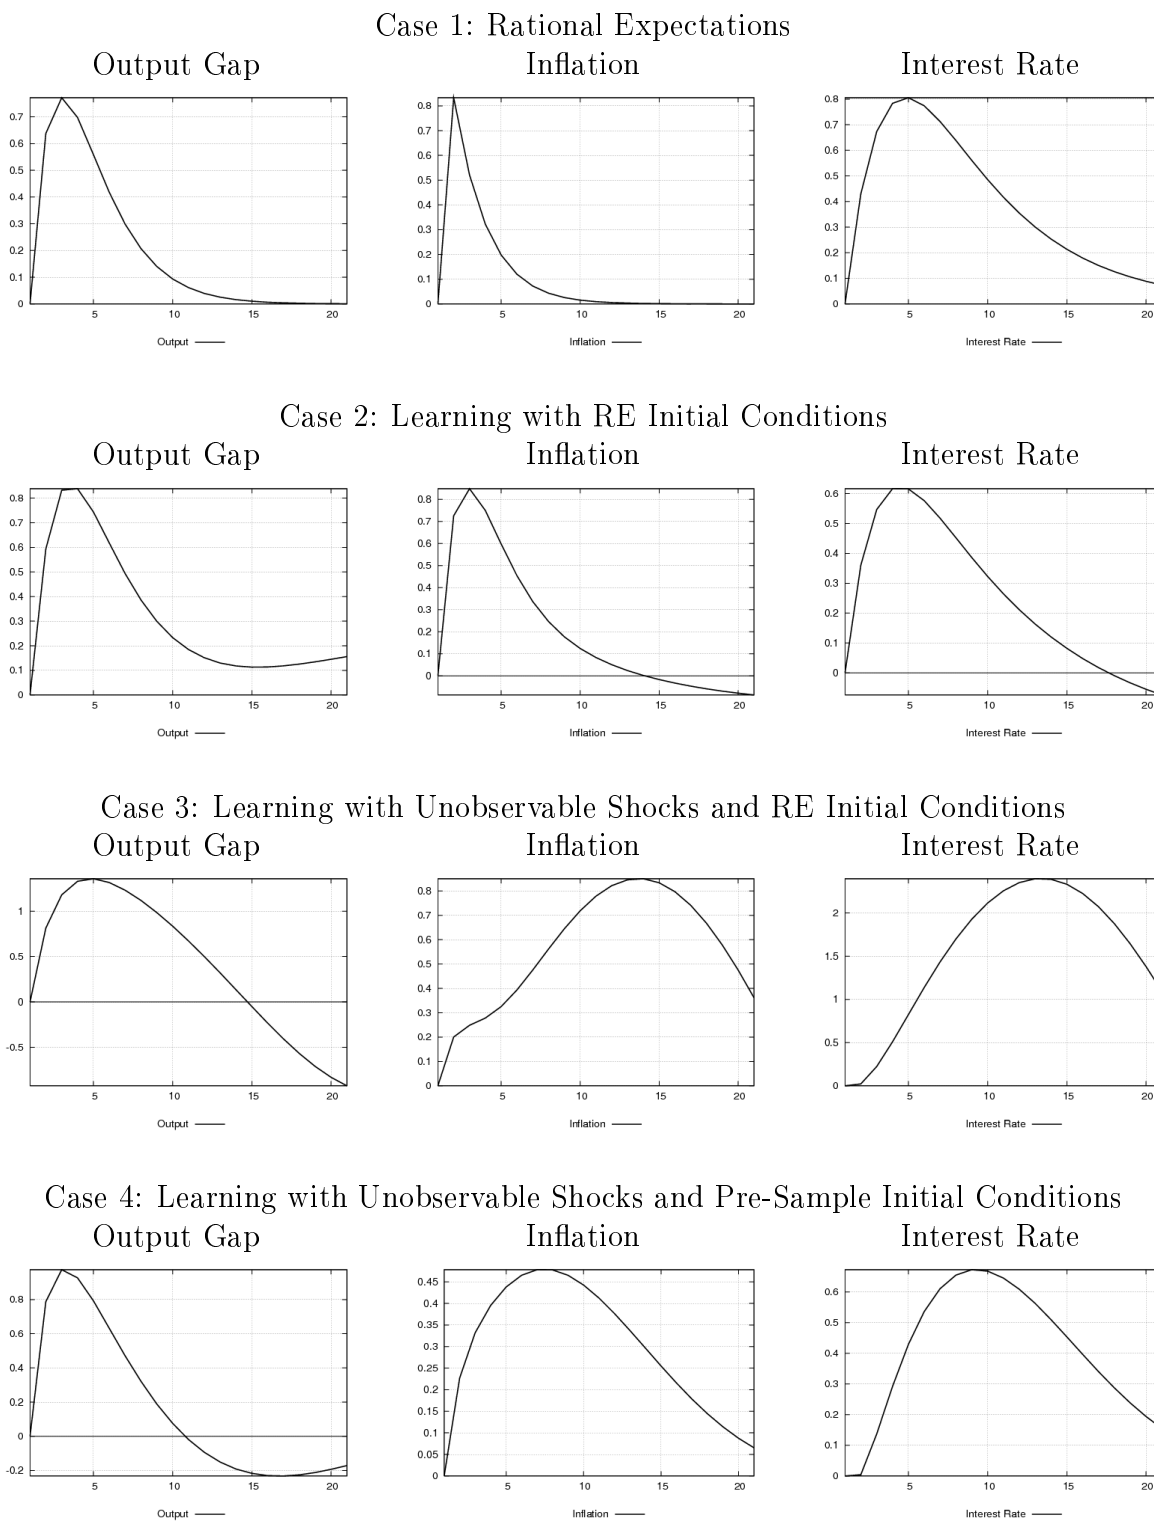 Case 1: Rational Expectations
Output Gap Inflation Interest Rate
0.7 0.6 0.5 0.4 0.3 0.2 0.1 0
5 10 15 20
Output
0.8 0.7 0.6 0.5 0.4 0.3 0.2 0.1 0
5 10 15 20
Inflation
0.8 0.7 0.6 0.5 0.4 0.3 0.2 0.1 0
5 10 15 20
Interest Rate
Case 2: Learning with RE Initial Conditions
Output Gap Inflation Interest Rate
0.8 0.7 0.6 0.5 0.4 0.3 0.2 0.1 0
5 10 15 20
Output
0.8 0.7 0.6 0.5 0.4 0.3 0.2 0.1 0
5 10 15 20
Inflation
0.6 0.5 0.4 0.3 0.2 0.1 0
5 10 15 20
Interest Rate
Case 3: Learning with Unobservable Shocks and RE Initial Conditions
Output Gap Inflation Interest Rate
1 0.5 0 -0.5
5 10 15 20
Output
0.8 0.7 0.6 0.5 0.4 0.3 0.2 0.1 0
5 10 15 20
Inflation
2 1.5 1 0.5 0
5 10 15 20
Interest Rate
Case 4: Learning with Unobservable Shocks and Pre-Sample Initial Conditions
Output Gap Inflation Interest Rate
0.8 0.6 0.4 0.2 0 -0.2
5 10 15 20
Output
0.45 0.4 0.35 0.3 0.25 0.2 0.15 0.1 0.05 0
5 10 15 20
Inflation
0.6 0.5 0.4 0.3 0.2 0.1 0
5 10 15 20
Interest Rate